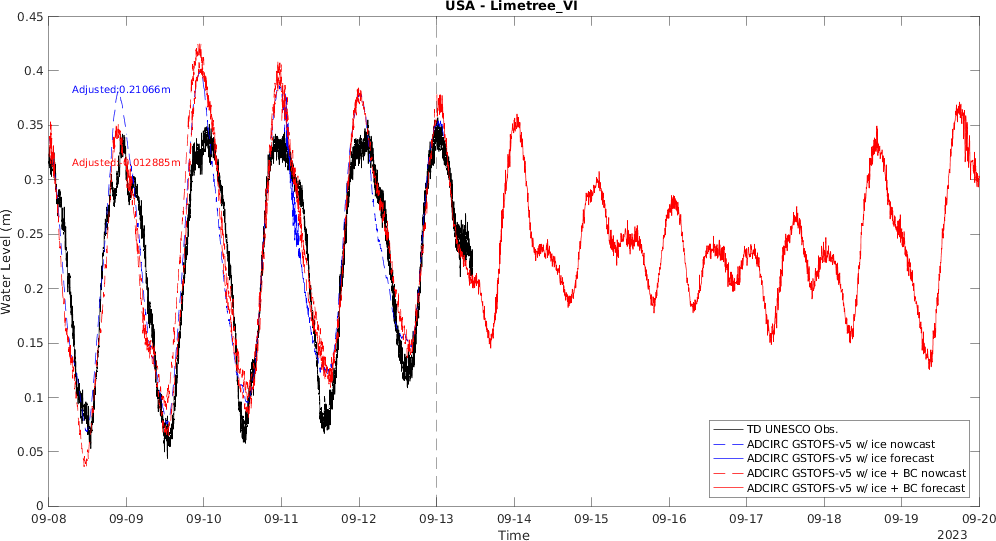 USA - Limetree_VI
0.45
0.4
0.35
0.3
0.25
0.2
0.15
0.1
0.05
0
Water Level (m)
Adjusted:0.21066m
Adjusted:-0.012885m
TD UNESCO Obs.
ADCIRC GSTOFS-v5 w/ ice nowcast
ADCIRC GSTOFS-v5 w/ ice forecast
ADCIRC GSTOFS-v5 w/ ice + BC nowcast
ADCIRC GSTOFS-v5 w/ ice + BC forecast
09-08 09-09 09-10 09-11 09-12 09-13 09-14 09-15 09-16 09-17 09-18 09-19 09-20
Time
2023